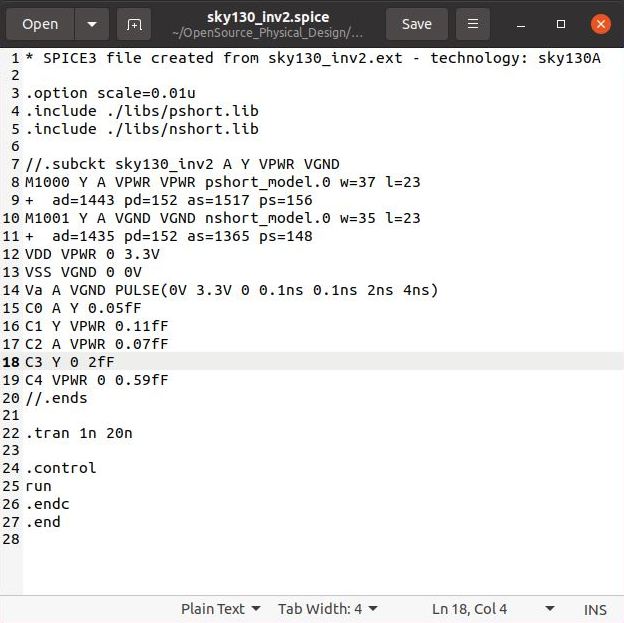 Open
sky130_inv2.spice
~/OpenSource_Physical_Design/...
Save
1 * SPICE3 file created from sky130_inv2.ext - technology: sky130A
2
3 .option scale=0.01u
4 .include ./libs/pshort.lib
5 .include ./libs/nshort.lib
6
7 //.subckt sky130_inv2 A Y VPWR VGND
8 M1000 Y A VPWR VPWR pshort_model.0 w=37 l=23
9 +  ad=1443 pd=152 as=1517 ps=156
10 M1001 Y A VGND VGND nshort_model.0 w=35 l=23
11 +  ad=1435 pd=152 as=1365 ps=148
12 VDD VPWR 0 3.3V
13 VSS VGND 0 0V
14 Va A VGND PULSE(0V 3.3V 0 0.1ns 0.1ns 2ns 4ns)
15 C0 A Y 0.05fF
16 C1 Y VPWR 0.11fF
17 C2 A VPWR 0.07fF
18 C3 Y 0 2fF
19 C4 VPWR 0 0.59fF
20 //.ends
21
22 .tran 1n 20n
23
24 .control
25 run
26 .endc
27 .end
28
Plain Text Tab Width: 4 Ln 18, Col 4 INS